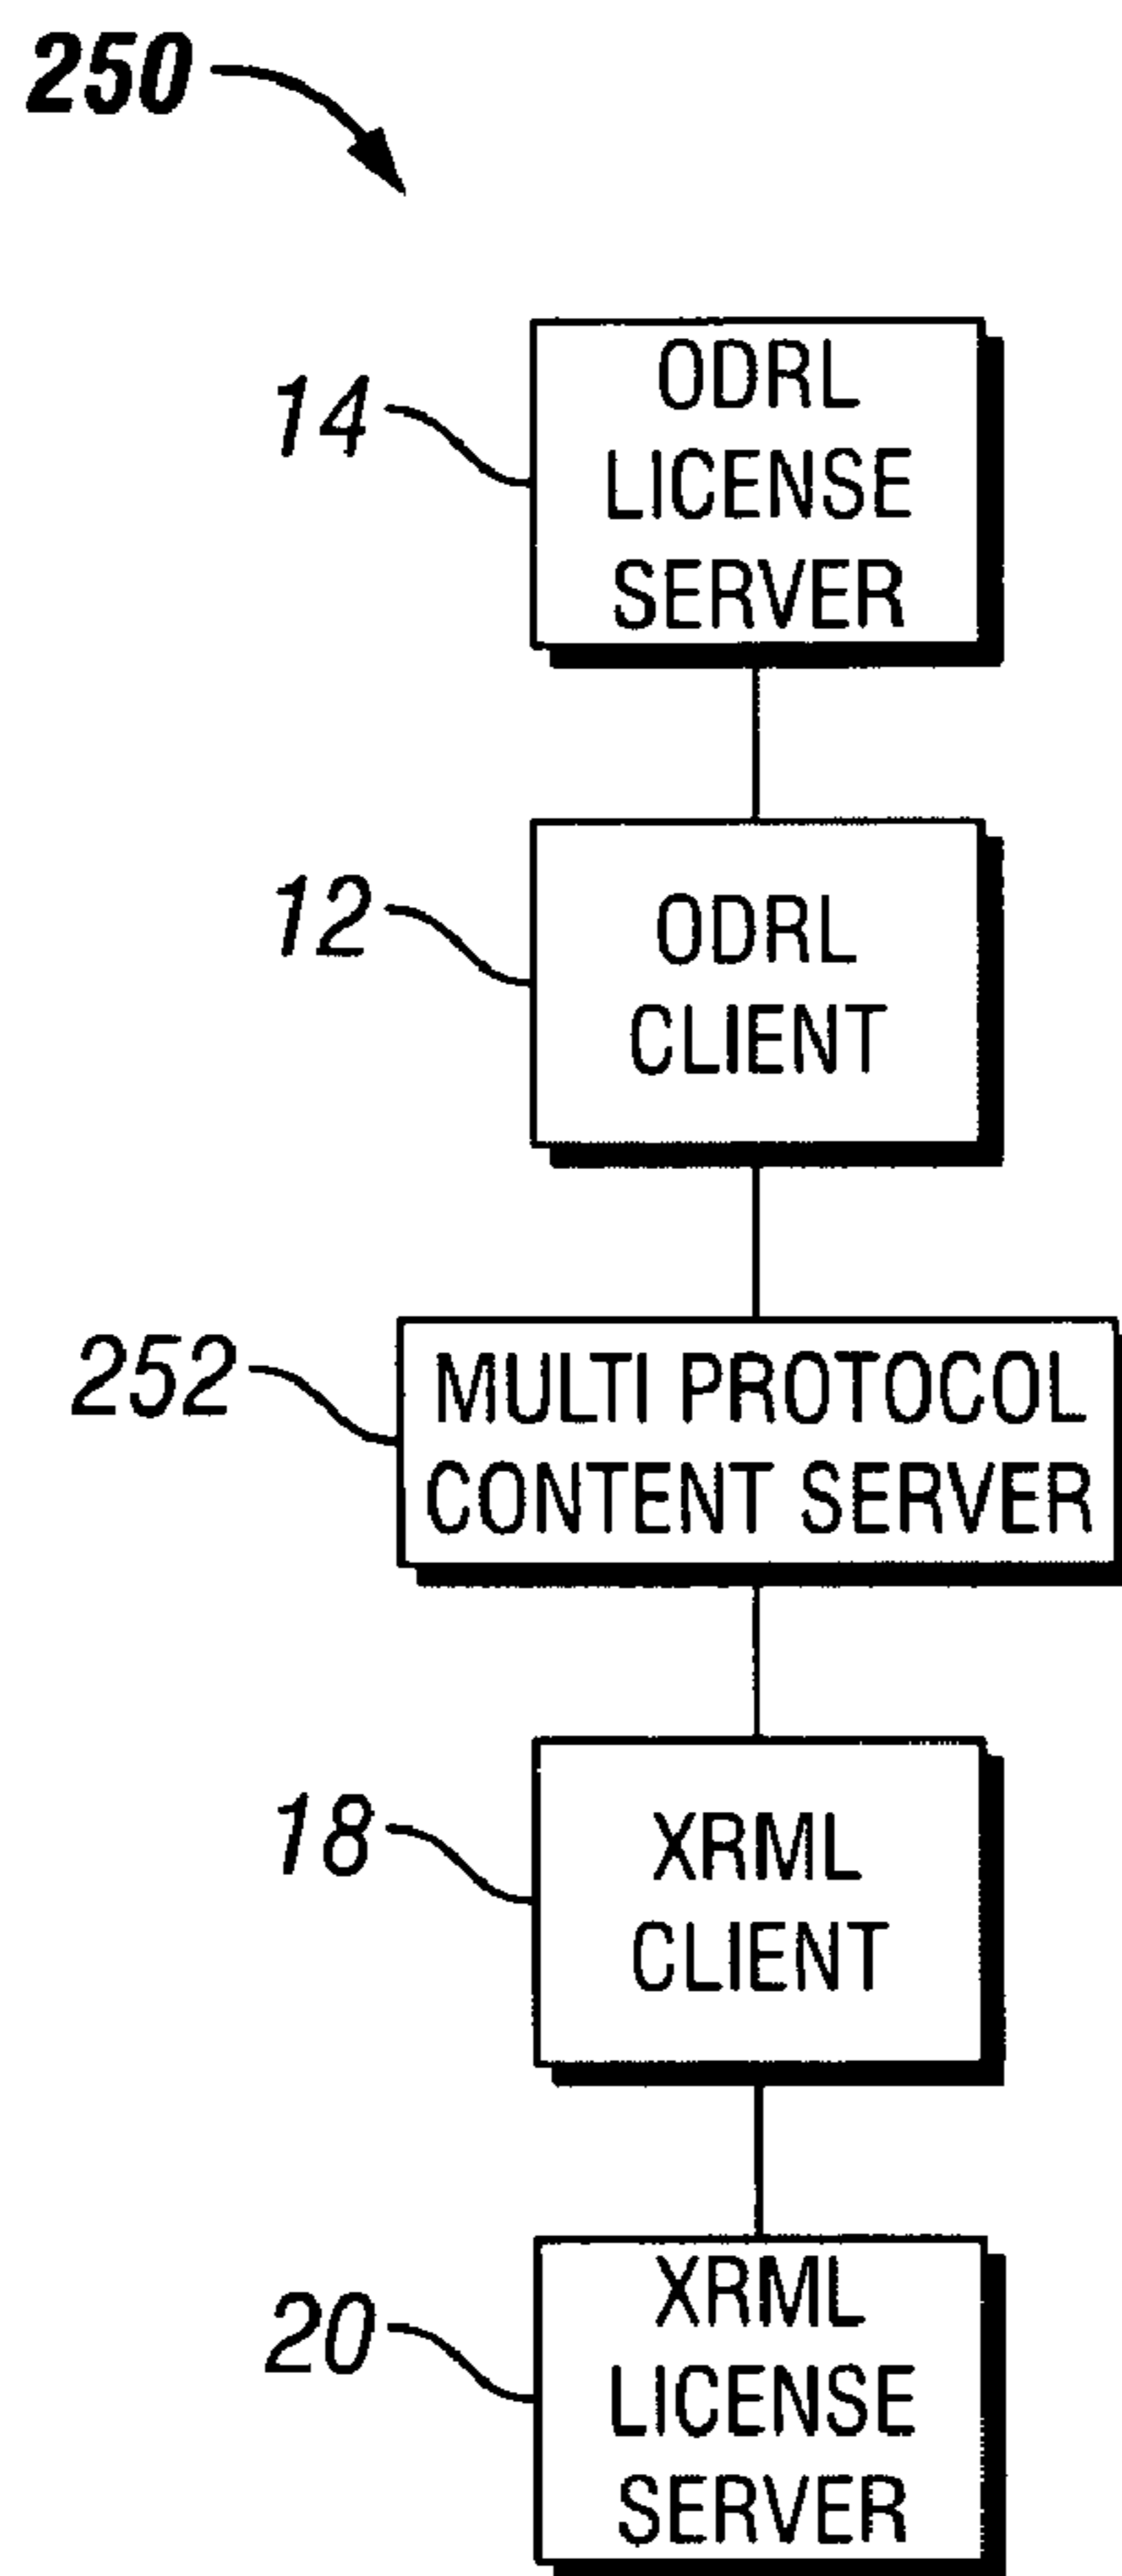 250
14
ODRL
LICENSE
SERVER
12
ODRL
CLIENT
252
MULTI PROTOCOL
CONTENT SERVER
18
XRML
CLIENT
20
XRML
LICENSE
SERVER